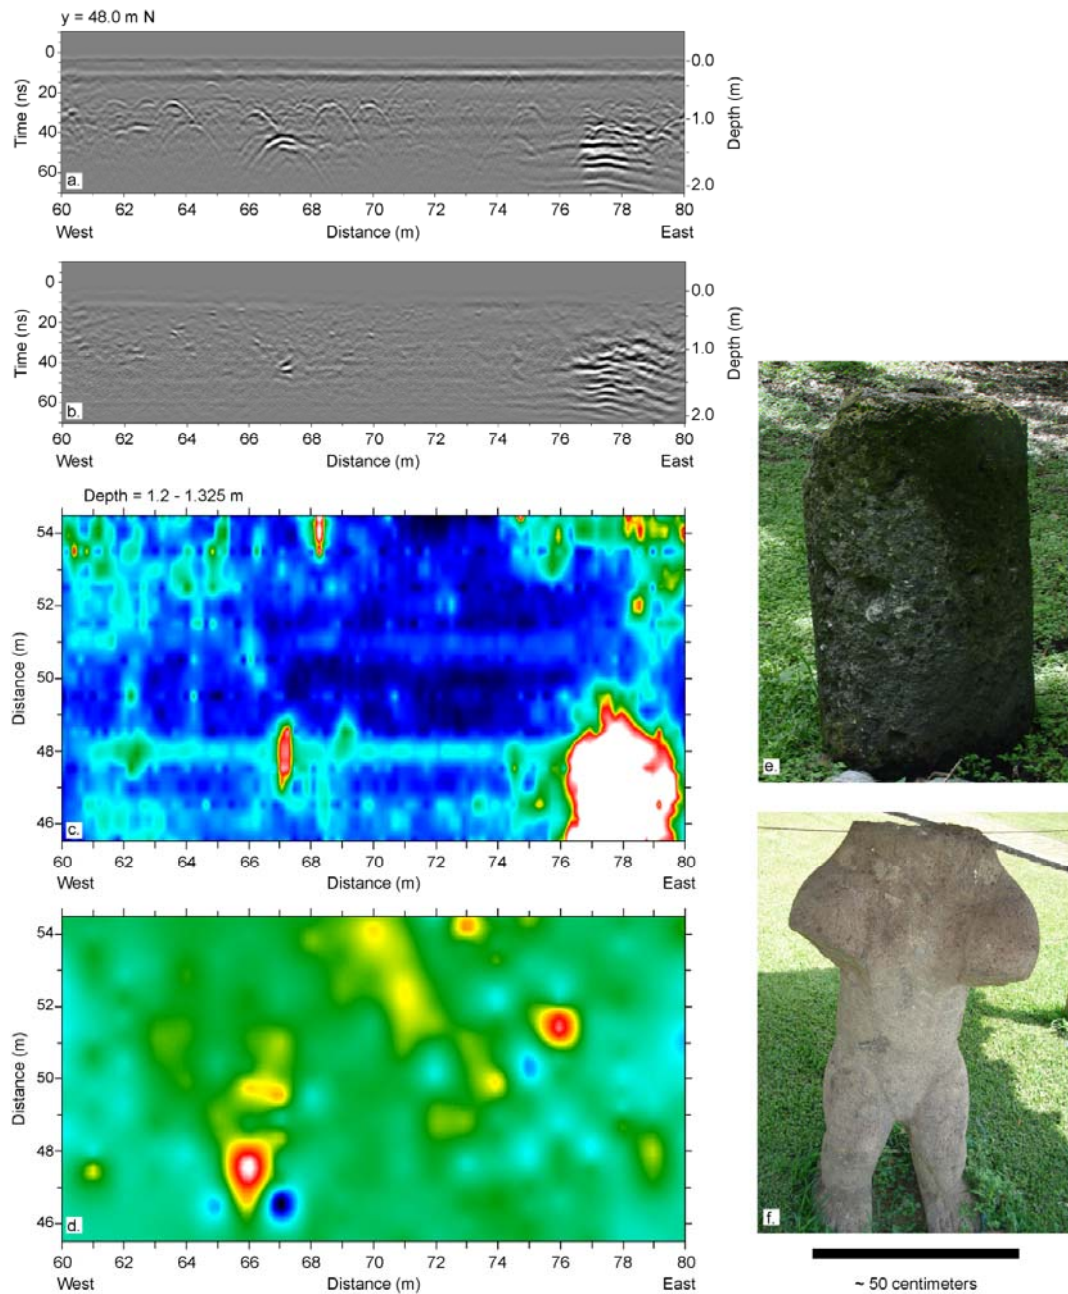 y = 48.0 m N
0
20
40
60
Time (ns)
a.
0.0
1.0
2.0
Depth (m)
60 62 64 66 68 70 72 74 76 78 80
West Distance (m) East
0
20
40
60
Time (ns)
b.
0.0
1.0
2.0
Depth (m)
60 62 64 66 68 70 72 74 76 78 80
West Distance (m) East
Depth = 1.2 - 1.325 m
54
52
50
48
46
Distance (m)
c.
60 62 64 66 68 70 72 74 76 78 80
West Distance (m) East
54
52
50
48
46
Distance (m)
d.
60 62 64 66 68 70 72 74 76 78 80
West Distance (m) East
e.
f.
~ 50 centimeters